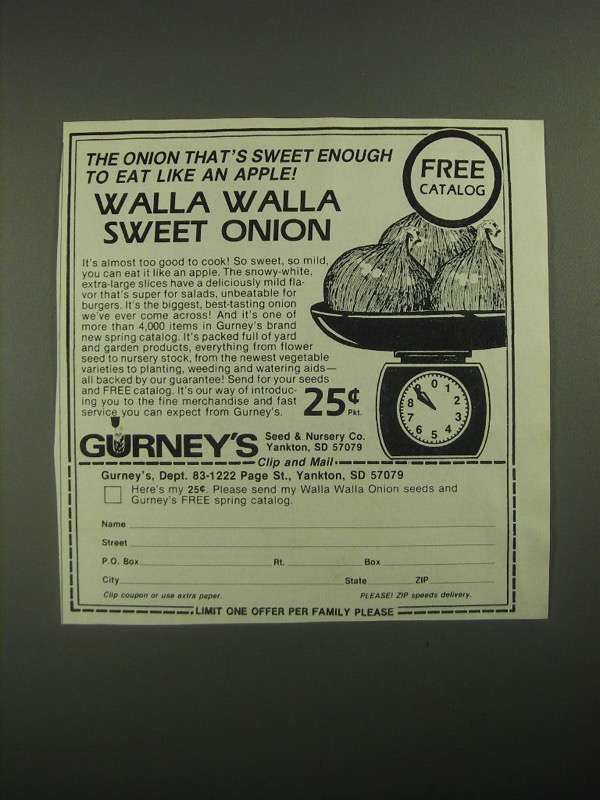 THE ONION THAT'S SWEET ENOUGH
TO EAT LIKE AN APPLE!
FREE
CATALOG
WALLA WALLA
SWEET ONION
It's almost too good to cook! So sweet, so mild,
you can eat it like an apple. The snowy-white,
extra-large slices have a deliciously mild fla-
vor that's super for salads, unbeatable for
burgers. It's the biggest, best-tasting onion
we've ever come across! And it's one of
more than 4,000 items in Gurney's brand
new spring catalog. It's packed full of yard
and garden products, everything from flower
seed to nursery stock, from the newest vegetable
varieties to planting, weeding and watering aids—
all backed by our guarantee! Send for your seeds
and FREE catalog. It's our way of introduc-
ing you to the fine merchandise and fast
service you can expect from Gurney's.
25¢
Pkt.
0
1
2
3
4
5
6
7
8
9
GURNEY'S
Seed & Nursery Co.
Yankton, SD 57079
Clip and Mail
Gurney's, Dept. 83-1222 Page St., Yankton, SD 57079
Here's my 25¢. Please send my Walla Walla Onion seeds and
Gurney's FREE spring catalog.
Name
Street
P.O. Box Rt. Box
City State ZIP
Clip coupon or use extra paper. PLEASE! ZIP speeds delivery.
LIMIT ONE OFFER PER FAMILY PLEASE